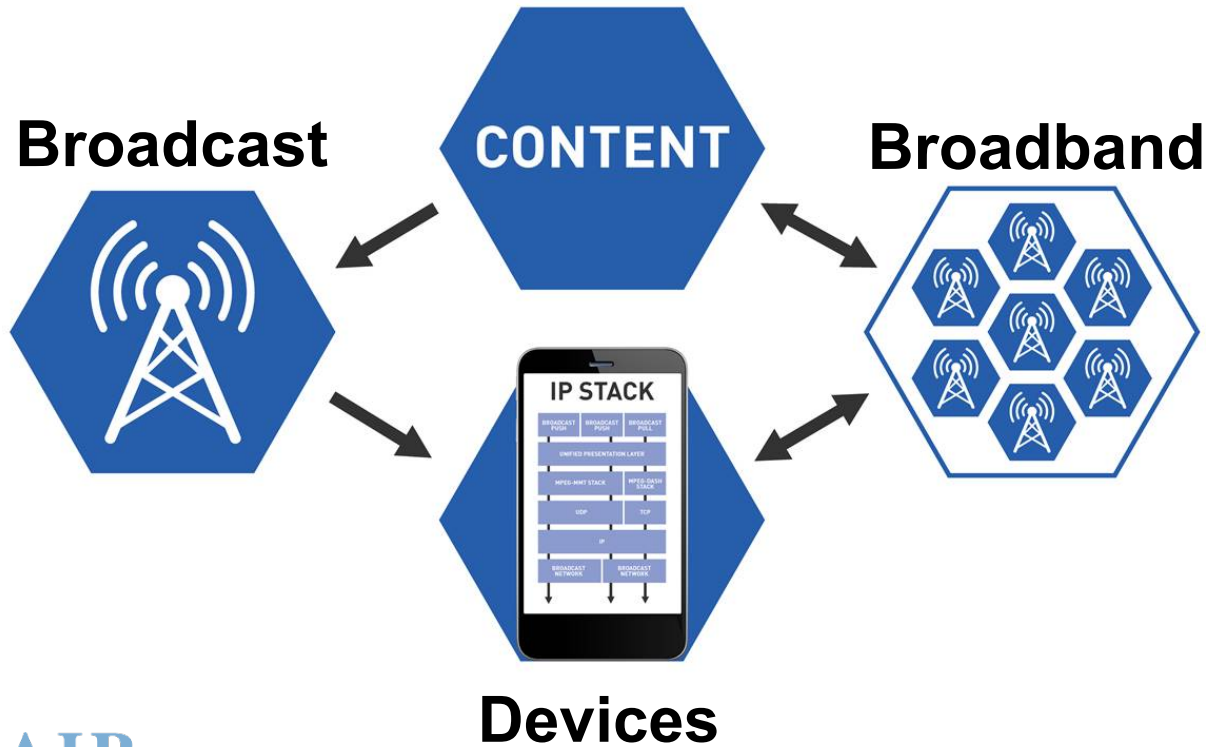 CONTENT
Broadcast
Broadband
IP STACK
BROADCAST PUSH
BROADCAST PUSH
BROADCAST PULL
UNIFIED PRESENTATION LAYER
MPEG-MMT STACK
MPEG-DASH STACK
UDP
TCP
IP
BROADCAST NETWORK
BROADCAST NETWORK
Devices